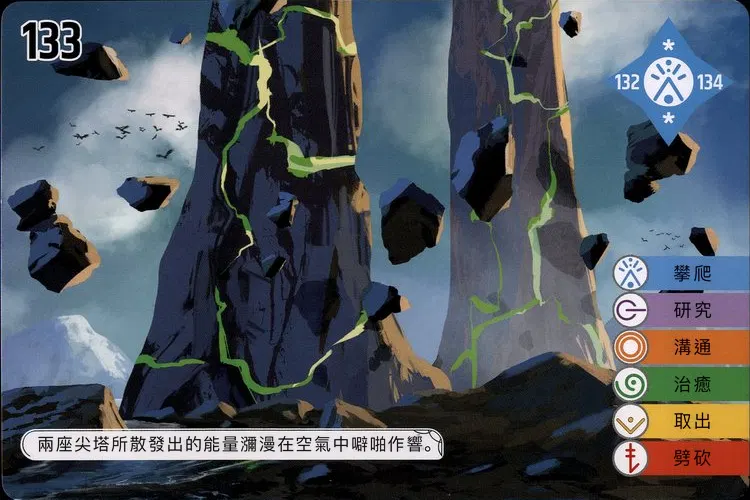 133
*
132 134
*
攀爬
研究
溝通
治癒
取出
劈砍
兩座尖塔所散發出的能量瀰漫在空氣中噼啪作響。